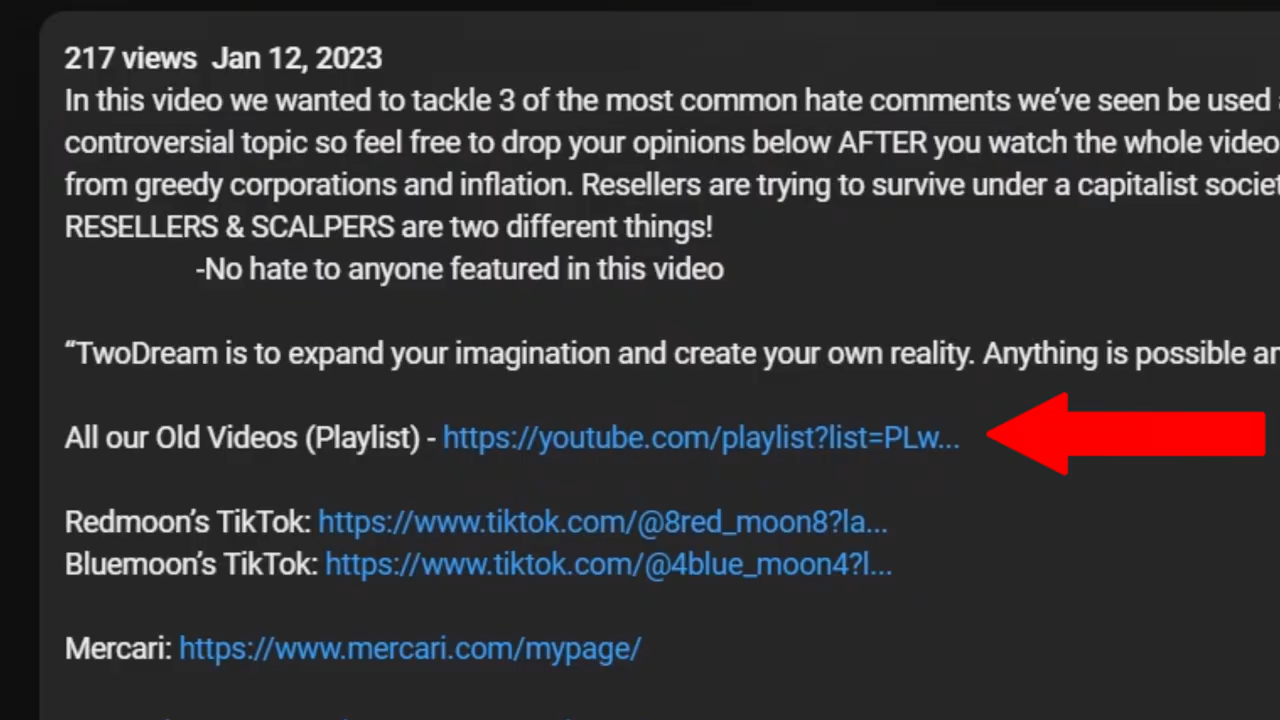 217 views Jan 12, 2023
In this video we wanted to tackle 3 of the most common hate comments we've seen be used
controversial topic so feel free to drop your opinions below AFTER you watch the whole video
from greedy corporations and inflation. Resellers are trying to survive under a capitalist
RESELLERS & SCALPERS are two different things!
-No hate to anyone featured in this video
“TwoDream is to expand your imagination and create your own reality. Anything is possible
All our Old Videos (Playlist) - https://youtube.com/playlist?list=PLw...
Redmoon's TikTok: https://www.tiktok.com/@8red_moon8?la...
Bluemoon's TikTok: https://www.tiktok.com/@4blue_moon4?l...
Mercari: https://www.mercari.com/mypage/